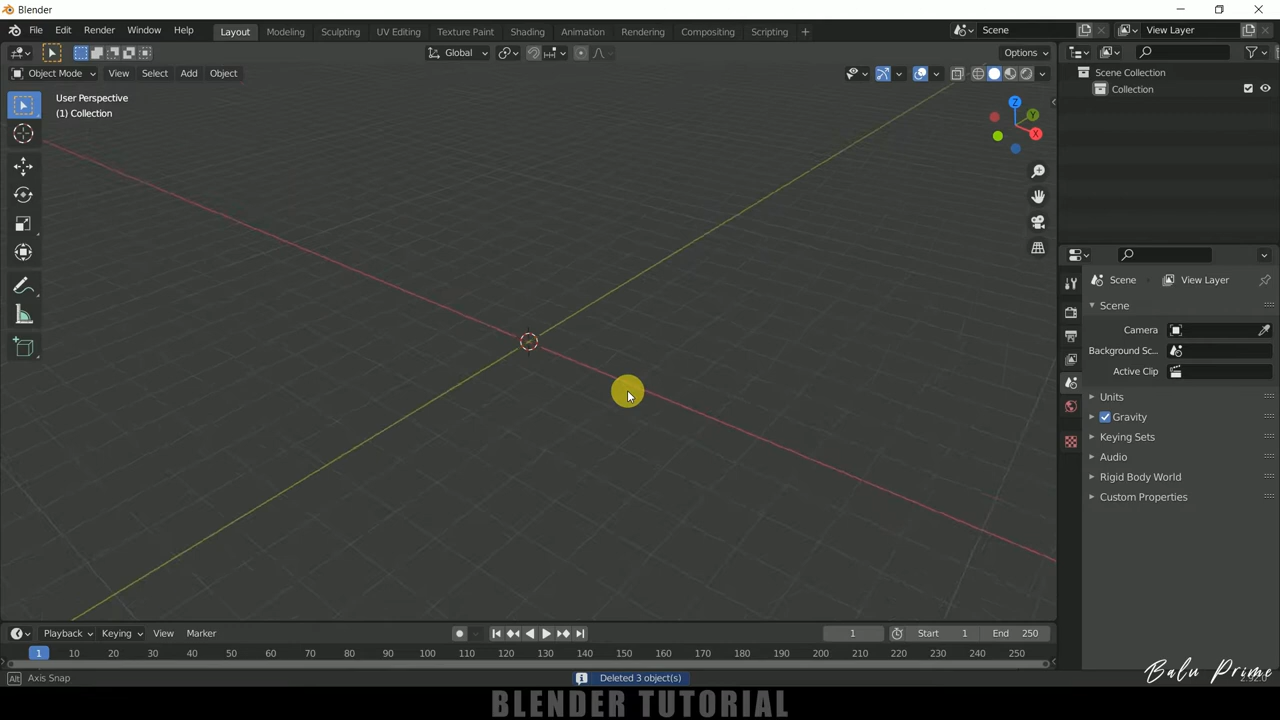 Blender
File Edit Render Window Help Layout Modeling Sculpting UV Editing Texture Paint Shading Animation Rendering Compositing Scripting + Scene View Layer
Global Options
Object Mode View Select Add Object
User Perspective
(1) Collection
Z
Y
X
Scene Collection
Collection
Scene View Layer
Scene
Camera
Background Sc...
Active Clip
Units
Gravity
Keying Sets
Audio
Rigid Body World
Custom Properties
Playback Keying View Marker 1 Start 1 End 250
1 10 20 30 40 50 60 70 80 90 100 110 120 130 140 150 160 170 180 190 200 210 220 230 240 250
Alt Axis Snap Deleted 3 object(s) 2.92.0
Balu Prime
BLENDER TUTORIAL